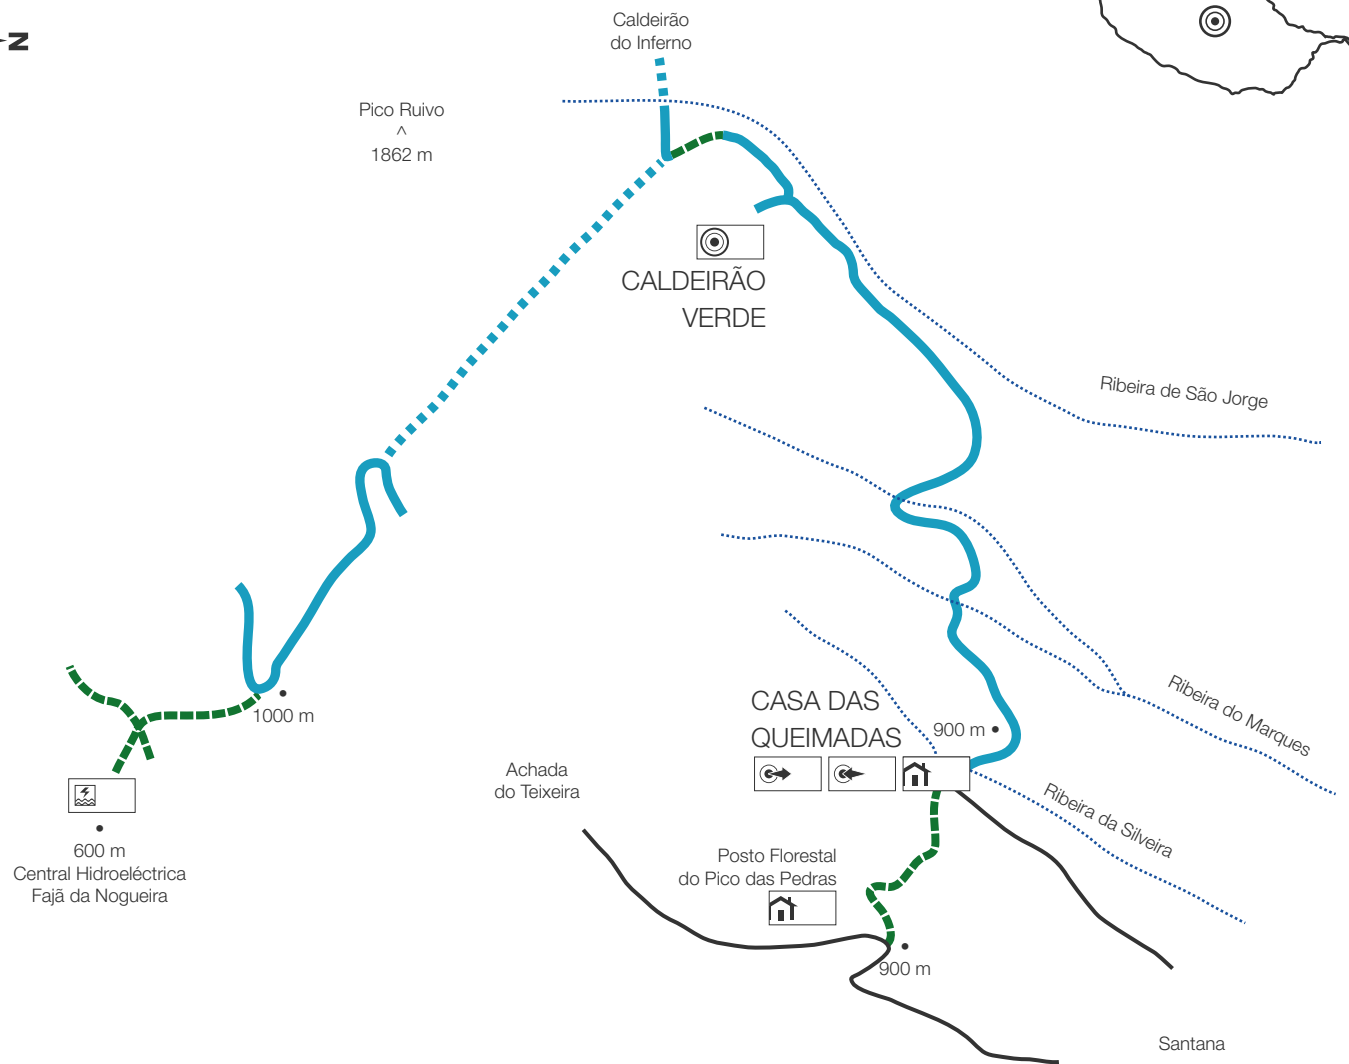 Caldeirão
do Inferno
N
Pico Ruivo
^
1862 m
CALDEIRÃO
VERDE
Ribeira de São Jorge
CASA DAS
QUEIMADAS
900 m
Ribeira do Marques
1000 m
Achada
do Teixeira
Ribeira da Silveira
600 m
Central Hidroeléctrica
Fajã da Nogueira
Posto Florestal
do Pico das Pedras
900 m
Santana